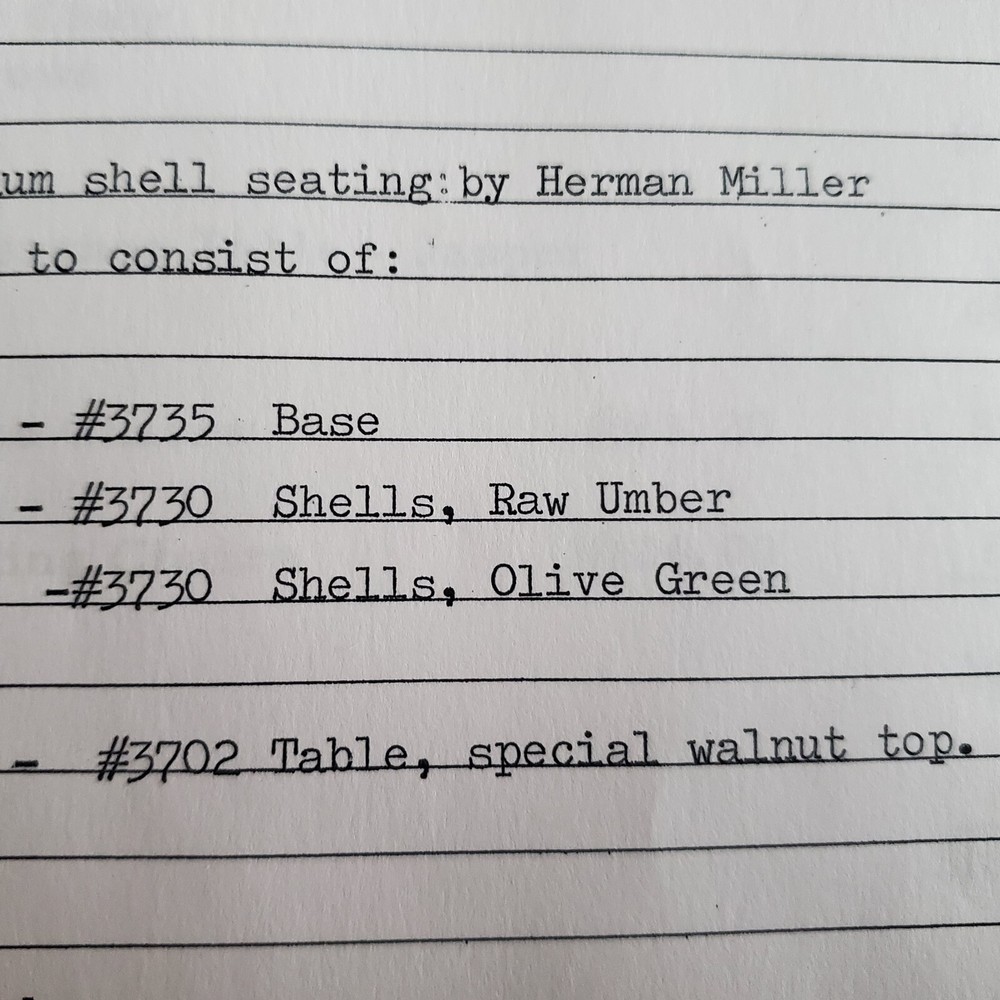 um shell seating: by Herman Miller
to consist of:
- #3735 Base
- #3730 Shells, Raw Umber
-#3730 Shells, Olive Green
- #3702 Table, special walnut top.